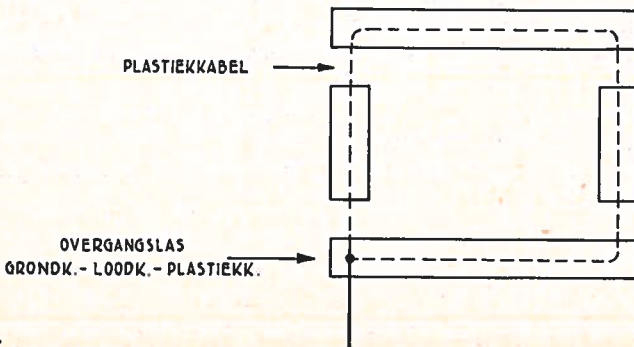 PLASTIEKKABEL
OVERGANGSLAS
GRONDK.- LOODK.- PLASTIEKK.